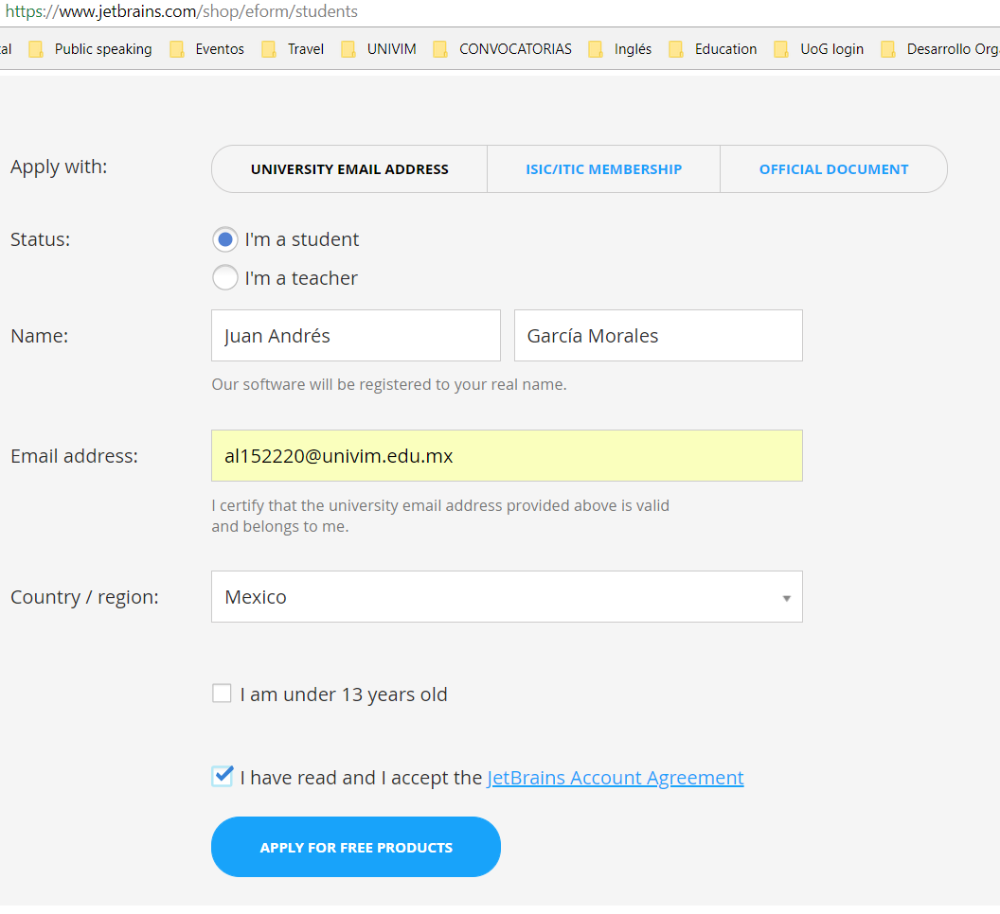 https://www.jetbrains.com/shop/eform/students
al Public speaking Eventos Travel UNIVIM CONVOCATORIAS Inglés Education UoG login Desarrollo Orga
Apply with: UNIVERSITY EMAIL ADDRESS ISIC/ITIC MEMBERSHIP OFFICIAL DOCUMENT
Status: I'm a student
I'm a teacher
Name: Juan Andrés García Morales
Our software will be registered to your real name.
Email address: al152220@univim.edu.mx
I certify that the university email address provided above is valid
and belongs to me.
Country / region: Mexico
I am under 13 years old
I have read and I accept the JetBrains Account Agreement
APPLY FOR FREE PRODUCTS